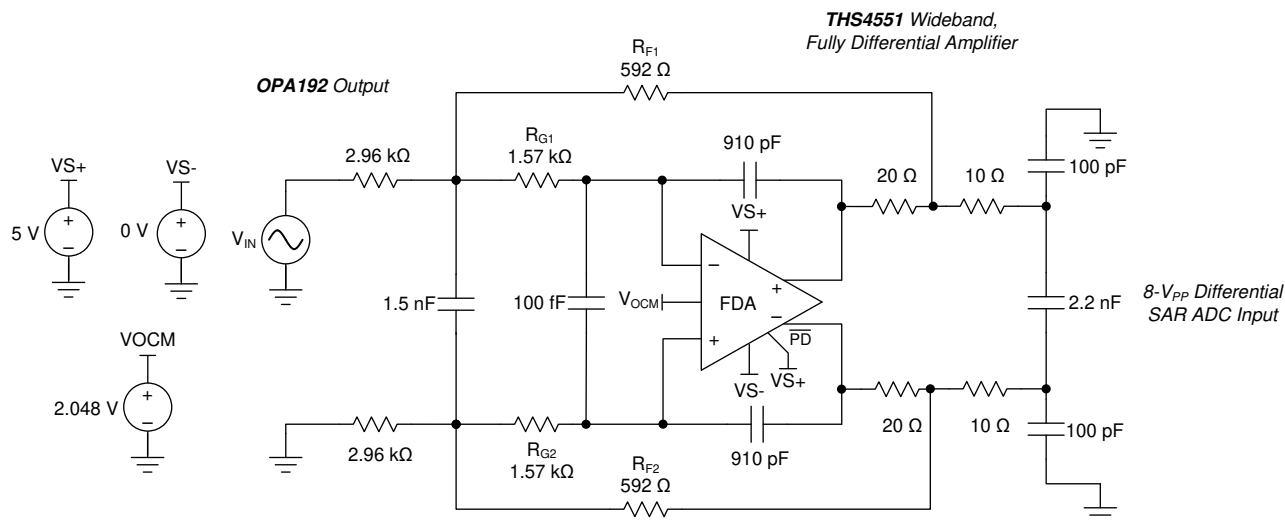 THS4551 Wideband,
Fully Differential Amplifier
RF1
592 Ω
OPA192 Output
RG1
1.57 kΩ
910 pF
VS+
VS-
2.96 kΩ
20 Ω
10 Ω
100 pF
VS+
5 V
+
−
0 V
+
−
VIN
−
+
1.5 nF
100 fF
VOCM
FDA
+
−
PD
2.2 nF
8-VPP Differential
SAR ADC Input
VOCM
VS-
VS+
2.048 V
+
−
2.96 kΩ
RG2
1.57 kΩ
910 pF
20 Ω
10 Ω
100 pF
RF2
592 Ω